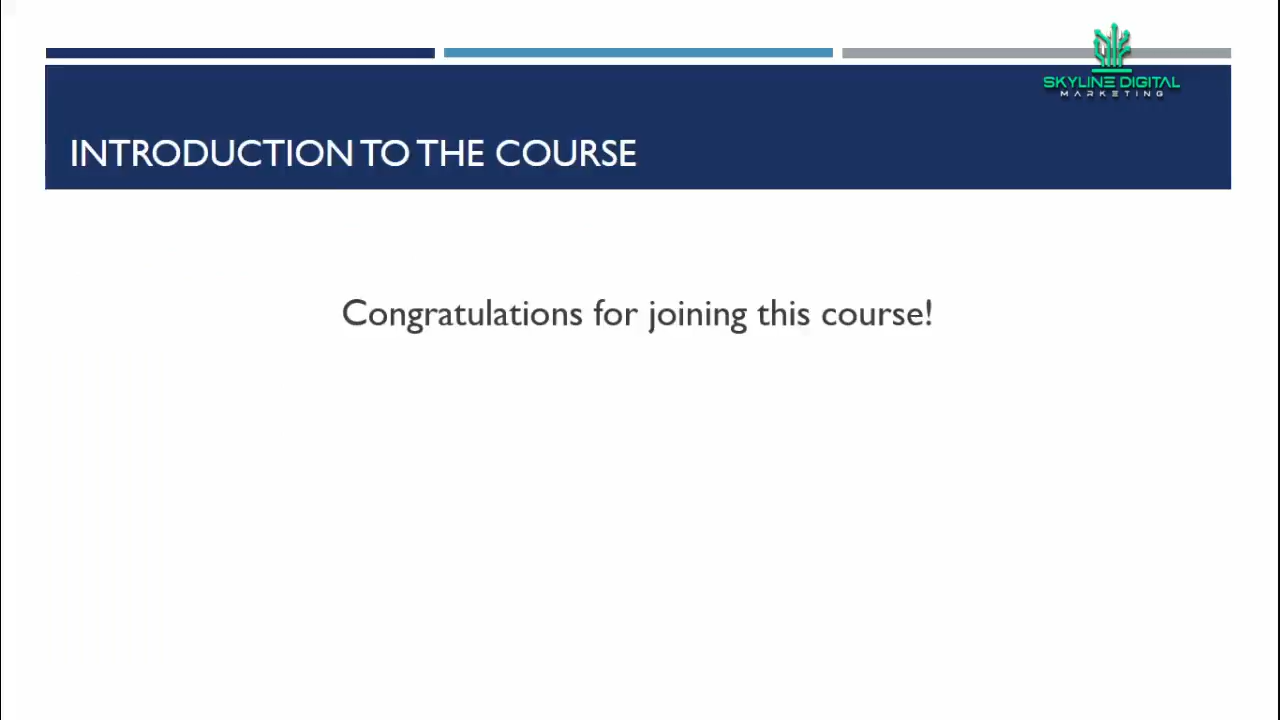 SKYLINE DIGITAL
MARKETING
INTRODUCTION TO THE COURSE
Congratulations for joining this course!